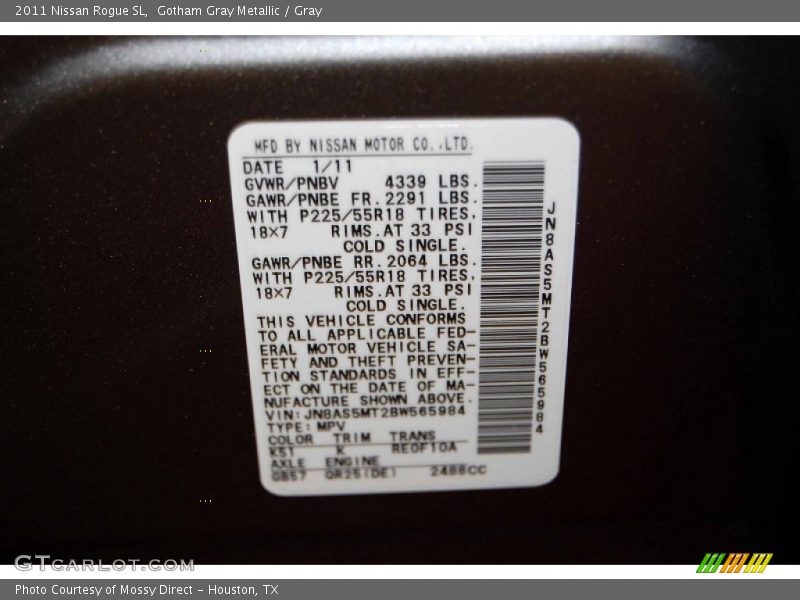 2011 Nissan Rogue SL,  Gotham Gray Metallic / Gray
MFD BY NISSAN MOTOR CO.,LTD.
DATE 1/11
GVWR/PNBV 4339 LBS.
GAWR/PNBE FR.2291 LBS.
WITH P225/55R18 TIRES,
18×7 RIMS.AT 33 PSI
COLD SINGLE.
GAWR/PNBE RR.2064 LBS.
WITH P225/55R18 TIRES,
18×7 RIMS.AT 33 PSI
COLD SINGLE.
THIS VEHICLE CONFORMS
TO ALL APPLICABLE FED-
ERAL MOTOR VEHICLE SA-
FETY AND THEFT PREVEN-
TION STANDARDS IN EFF-
ECT ON THE DATE OF MA-
NUFACTURE SHOWN ABOVE.
VIN:JN8AS5MT2BW565984
TYPE: MPV
COLOR TRIM TRANS
K51 K RE0F10A
AXLE ENGINE
GB57 QR25(DE) 2488CC
JN8AS5MT2BW565984
GTcarlot.com
Photo Courtesy of Mossy Direct - Houston, TX